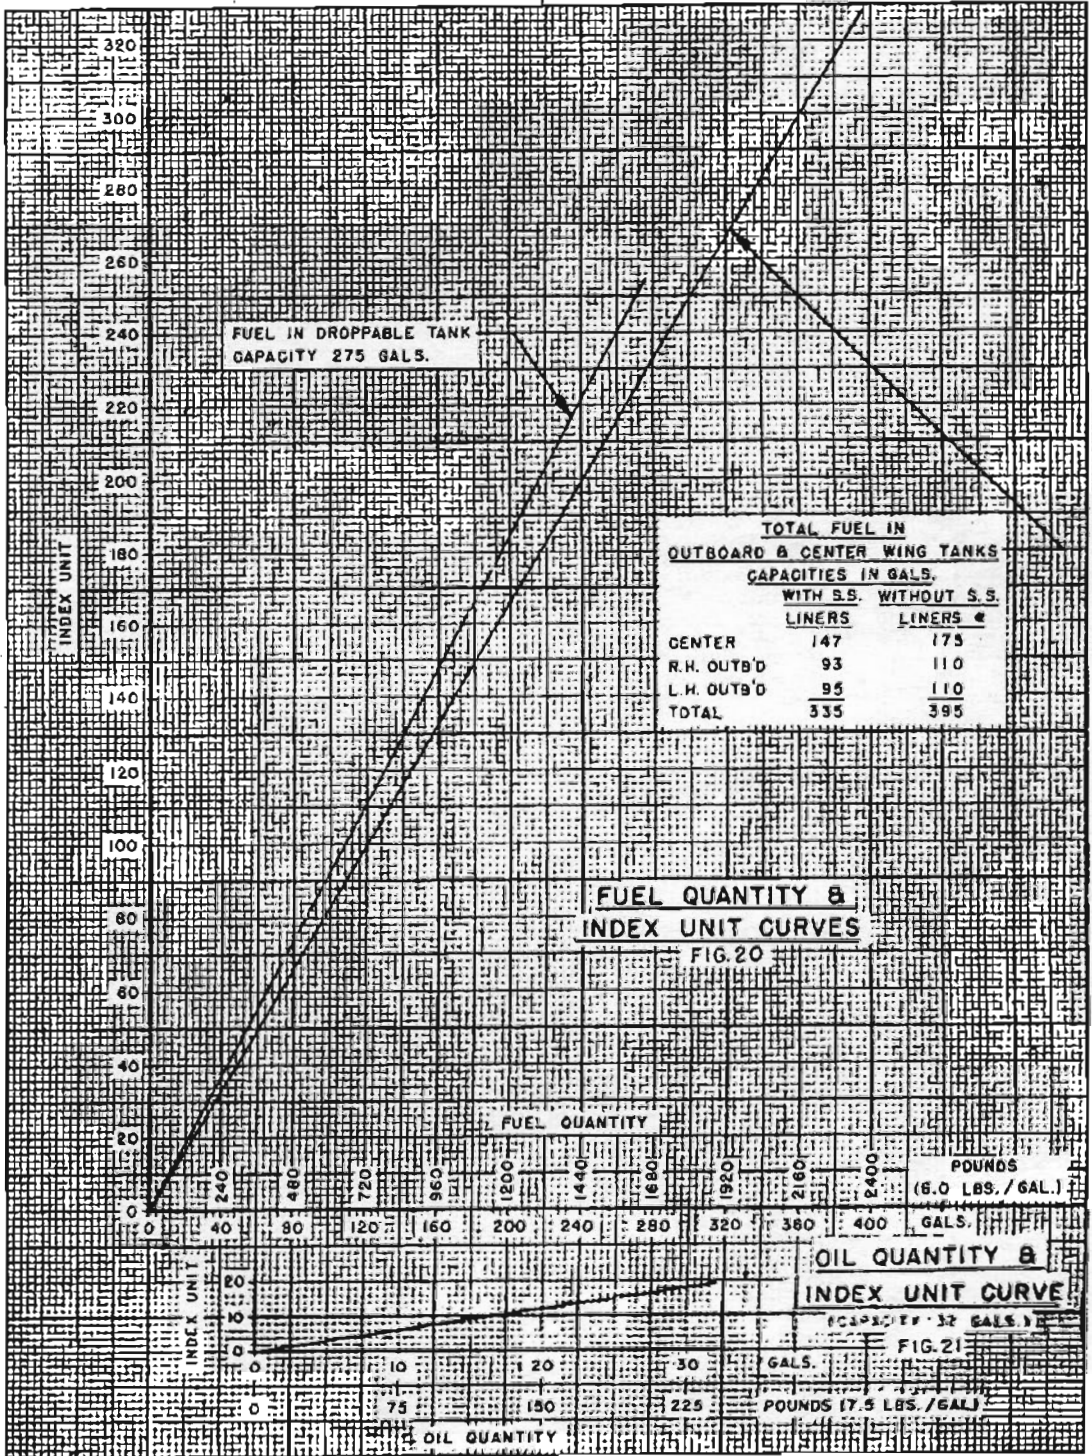 320
300
280
260
240
220
200
180
160
140
120
100
80
60
40
20
0
INDEX UNIT
FUEL IN DROPPABLE TANK
CAPACITY 275 GALS.
TOTAL FUEL IN
OUTBOARD & CENTER WING TANKS
CAPACITIES IN GALS.
WITH S.S. WITHOUT S.S.
LINERS LINERS
CENTER 147 175
R.H. OUTB'D 93 110
L.H. OUTB'D 95 110
TOTAL 335 395
FUEL QUANTITY &
INDEX UNIT CURVES
FIG. 20
FUEL QUANTITY
240 480 720 960 1200 1440 1680 1920 2160 2400
POUNDS
(6.0 LBS./GAL.)
0 40 80 120 160 200 240 280 320 360 400 GALS.
OIL QUANTITY &
INDEX UNIT CURVE
(CAPACITY 32 GALS.)
FIG. 21
INDEX UNIT
20
10
0
0 10 20 30 GALS.
0 75 150 225 POUNDS (7.5 LBS./GAL.)
OIL QUANTITY